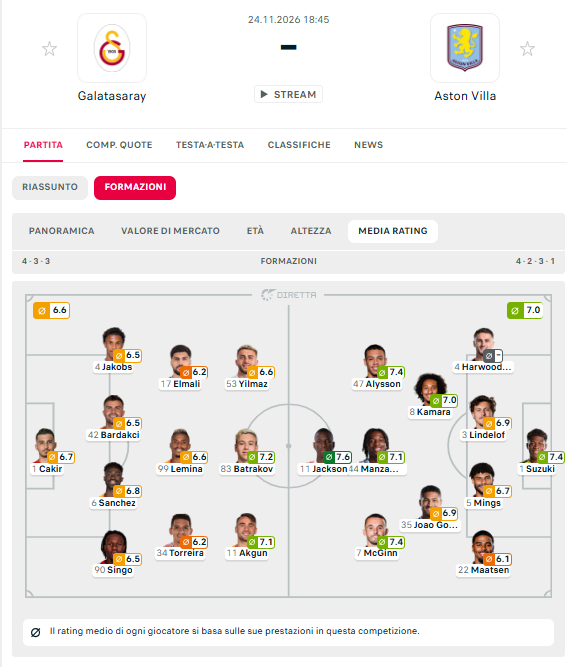 24.11.2026 18:45
Galatasaray
STREAM
Aston Villa
PARTITA COMP. QUOTE TESTA-A-TESTA CLASSIFICHE NEWS
RIASSUNTO FORMAZIONI
PANORAMICA VALORE DI MERCATO ETÀ ALTEZZA MEDIA RATING
4 - 3 - 3 FORMAZIONI 4 - 2 - 3 - 1
DIRETTA
Ø 6.6
Ø 7.0
Ø 6.5
4 Jakobs
Ø 6.2
17 Elmali
Ø 6.6
53 Yilmaz
Ø 7.4
47 Alysson
Ø -
4 Harwood...
Ø 7.0
8 Kamara
Ø 6.5
42 Bardakci
Ø 6.9
3 Lindelof
Ø 6.7
1 Cakir
Ø 6.6
99 Lemina
Ø 7.2
83 Batrakov
Ø 7.6
11 Jackson
Ø 7.1
44 Manza...
Ø 7.4
1 Suzuki
Ø 6.8
6 Sanchez
Ø 6.7
5 Mings
Ø 6.9
35 Joao Go...
Ø 6.5
90 Singo
Ø 6.2
34 Torreira
Ø 7.1
11 Akgun
Ø 7.4
7 McGinn
Ø 6.1
22 Maatsen
Ø Il rating medio di ogni giocatore si basa sulle sue prestazioni in questa competizione.